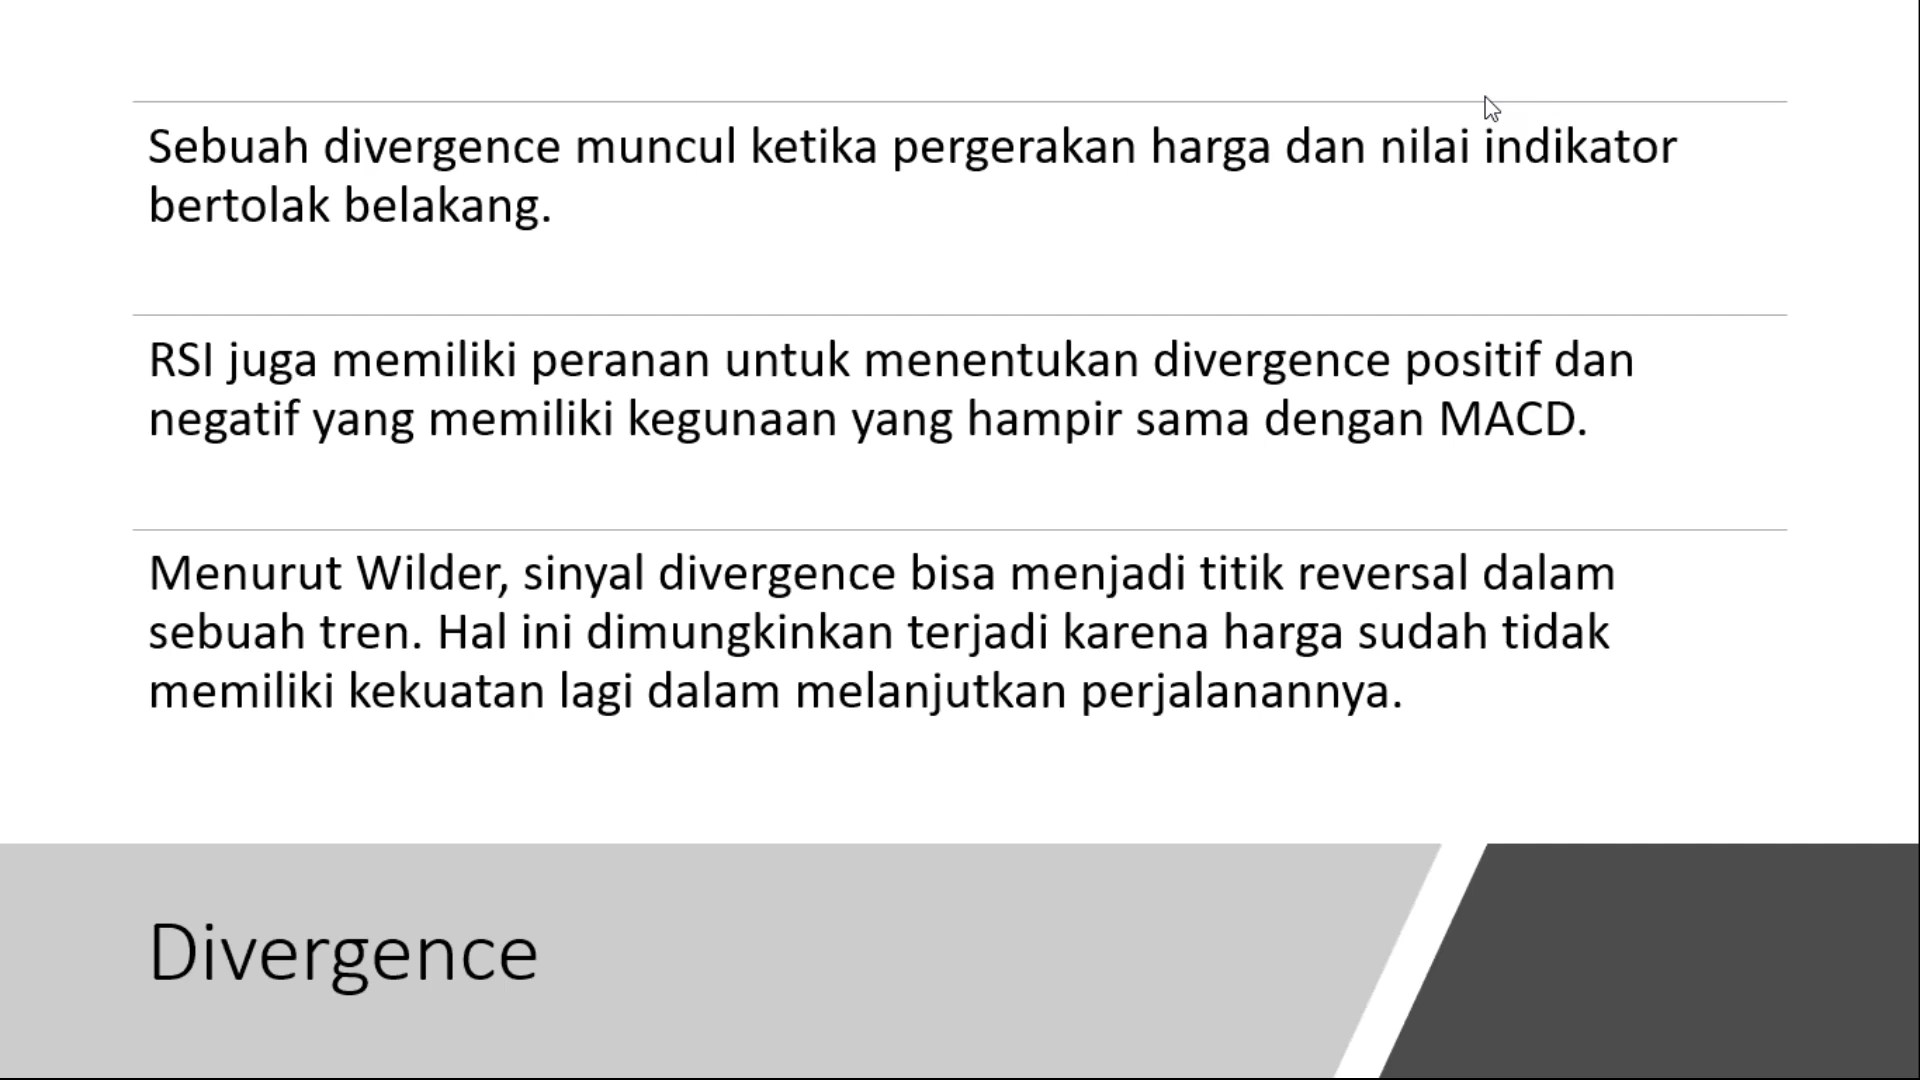 Sebuah divergence muncul ketika pergerakan harga dan nilai indikator
bertolak belakang.
RSI juga memiliki peranan untuk menentukan divergence positif dan
negatif yang memiliki kegunaan yang hampir sama dengan MACD.
Menurut Wilder, sinyal divergence bisa menjadi titik reversal dalam
sebuah tren. Hal ini dimungkinkan terjadi karena harga sudah tidak
memiliki kekuatan lagi dalam melanjutkan perjalanannya.
Divergence